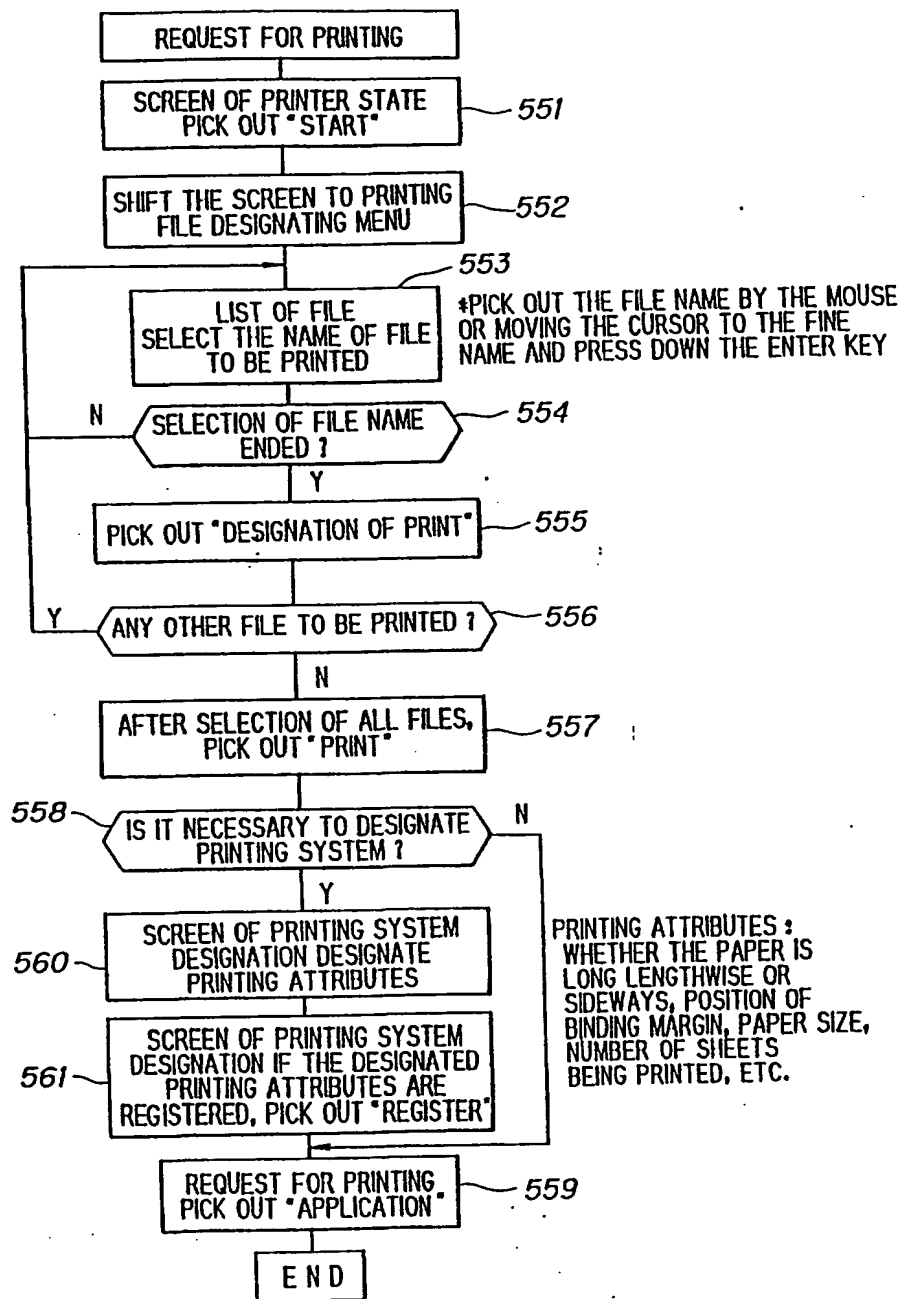 REQUEST FOR PRINTING
SCREEN OF PRINTER STATE
PICK OUT "START"
551
SHIFT THE SCREEN TO PRINTING
FILE DESIGNATING MENU
552
553
LIST OF FILE
SELECT THE NAME OF FILE
TO BE PRINTED
*PICK OUT THE FILE NAME BY THE MOUSE
OR MOVING THE CURSOR TO THE FINE
NAME AND PRESS DOWN THE ENTER KEY
N
SELECTION OF FILE NAME
ENDED ?
554
Y
PICK OUT "DESIGNATION OF PRINT"
555
Y
ANY OTHER FILE TO BE PRINTED ?
556
N
AFTER SELECTION OF ALL FILES,
PICK OUT "PRINT"
557
558
IS IT NECESSARY TO DESIGNATE
PRINTING SYSTEM ?
N
Y
560
SCREEN OF PRINTING SYSTEM
DESIGNATION DESIGNATE
PRINTING ATTRIBUTES
PRINTING ATTRIBUTES :
WHETHER THE PAPER IS
LONG LENGTHWISE OR
SIDEWAYS, POSITION OF
BINDING MARGIN, PAPER SIZE,
NUMBER OF SHEETS
BEING PRINTED, ETC.
561
SCREEN OF PRINTING SYSTEM
DESIGNATION IF THE DESIGNATED
PRINTING ATTRIBUTES ARE
REGISTERED, PICK OUT "REGISTER"
REQUEST FOR PRINTING
PICK OUT "APPLICATION"
559
END